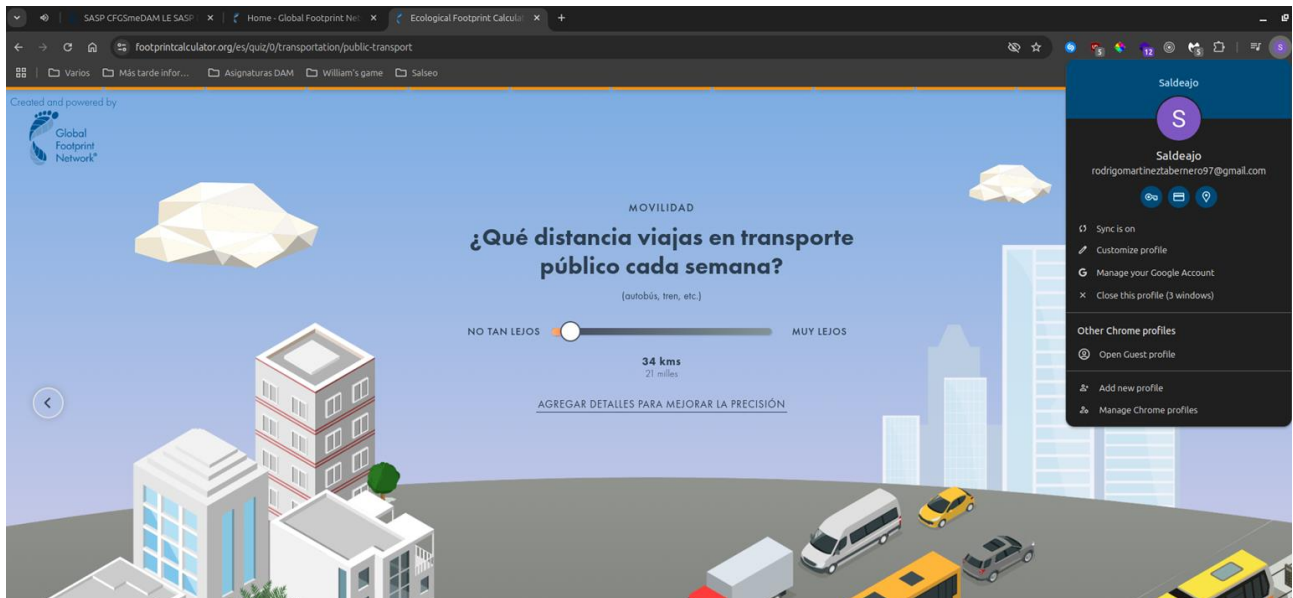 SASP CFGSmeDAM LE SASP
Home - Global Footprint Net
Ecological Footprint Calcula
footprintcalculator.org/es/quiz/0/transportation/public-transport
Varios
Más tarde infor...
Asignaturas DAM
William's game
Salseo
S
12
S
S
Created and powered by
Global
Footprint
Network®
MOVILIDAD
¿Qué distancia viajas en transporte
público cada semana?
(autobús, tren, etc.)
NO TAN LEJOS
MUY LEJOS
34 kms
21 milles
AGREGAR DETALLES PARA MEJORAR LA PRECISIÓN
Saldeajo
S
Saldeajo
rodrigomartineztabernero97@gmail.com
Sync is on
Customize profile
G Manage your Google Account
Close this profile (3 windows)
Other Chrome profiles
Open Guest profile
Add new profile
Manage Chrome profiles